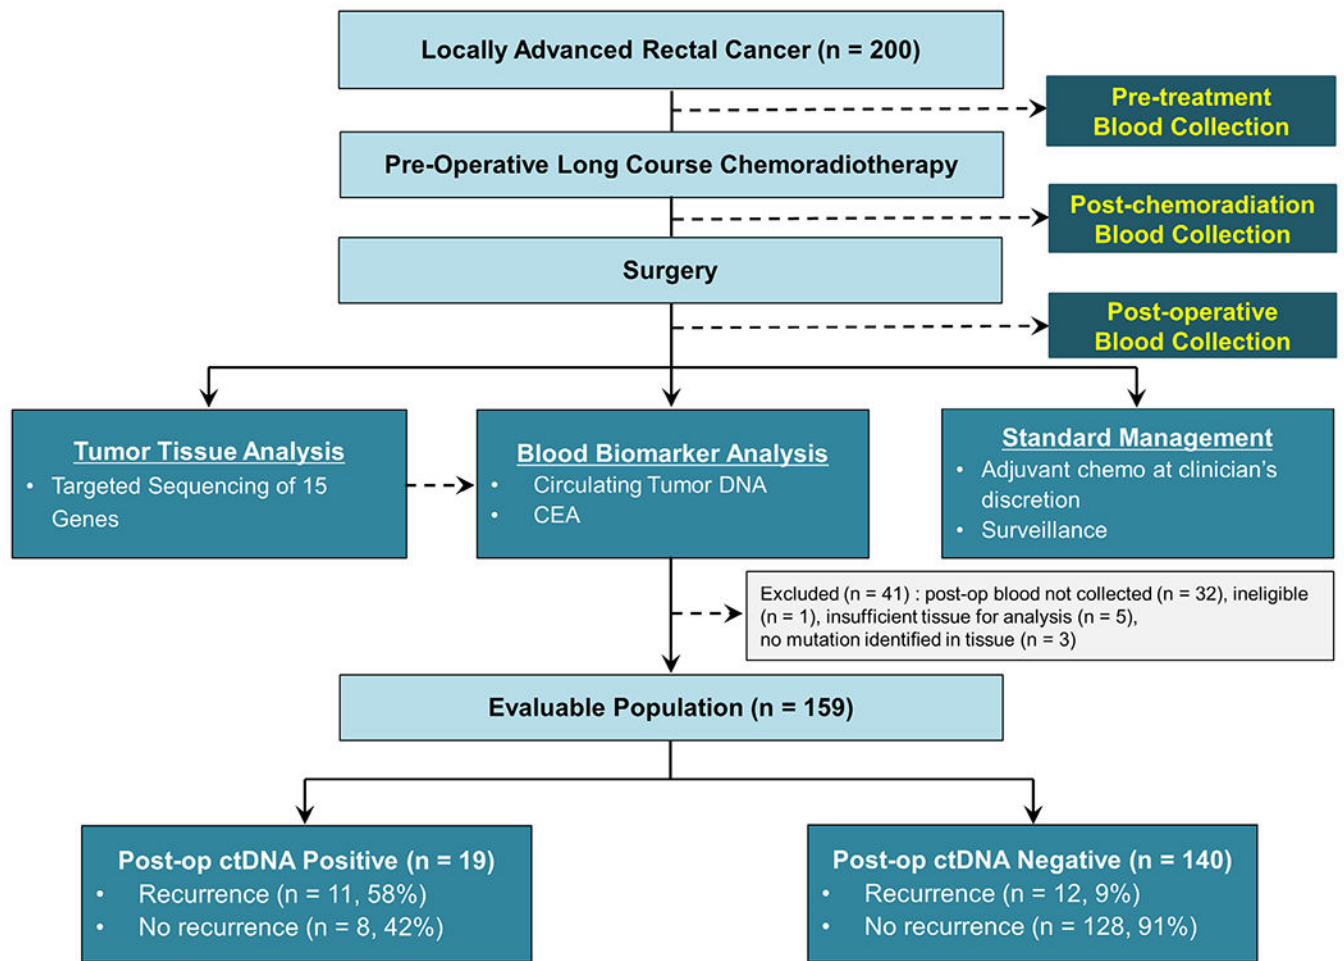 Locally Advanced Rectal Cancer (n = 200)
Pre-treatment
Blood Collection
Pre-Operative Long Course Chemoradiotherapy
Post-chemoradiation
Blood Collection
Surgery
Post-operative
Blood Collection
Tumor Tissue Analysis
• Targeted Sequencing of 15
Genes
Blood Biomarker Analysis
• Circulating Tumor DNA
• CEA
Standard Management
• Adjuvant chemo at clinician's
discretion
• Surveillance
Excluded (n = 41) : post-op blood not collected (n = 32), ineligible
(n = 1), insufficient tissue for analysis (n = 5),
no mutation identified in tissue (n = 3)
Evaluable Population (n = 159)
Post-op ctDNA Positive (n = 19)
• Recurrence (n = 11, 58%)
• No recurrence (n = 8, 42%)
Post-op ctDNA Negative (n = 140)
• Recurrence (n = 12, 9%)
• No recurrence (n = 128, 91%)